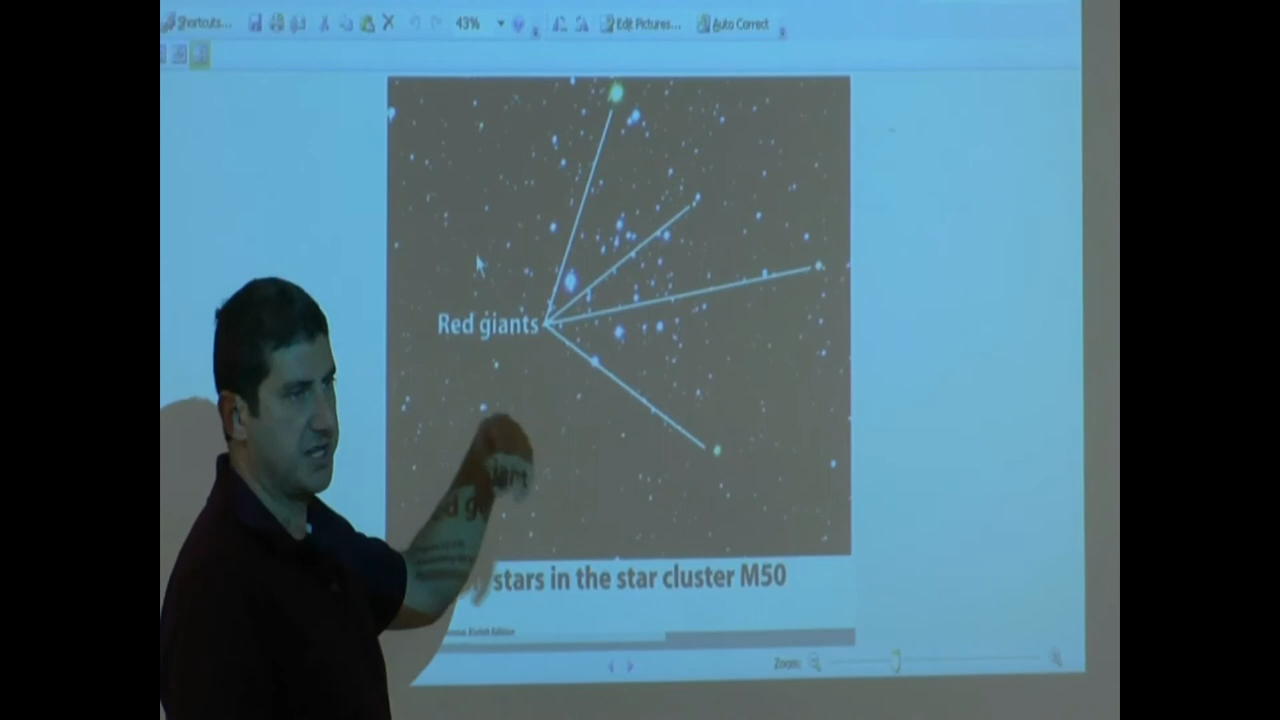 Shortcuts...
43%
Edit Pictures...
Auto Correct
Red giants
stars in the star cluster M50
Zoom: